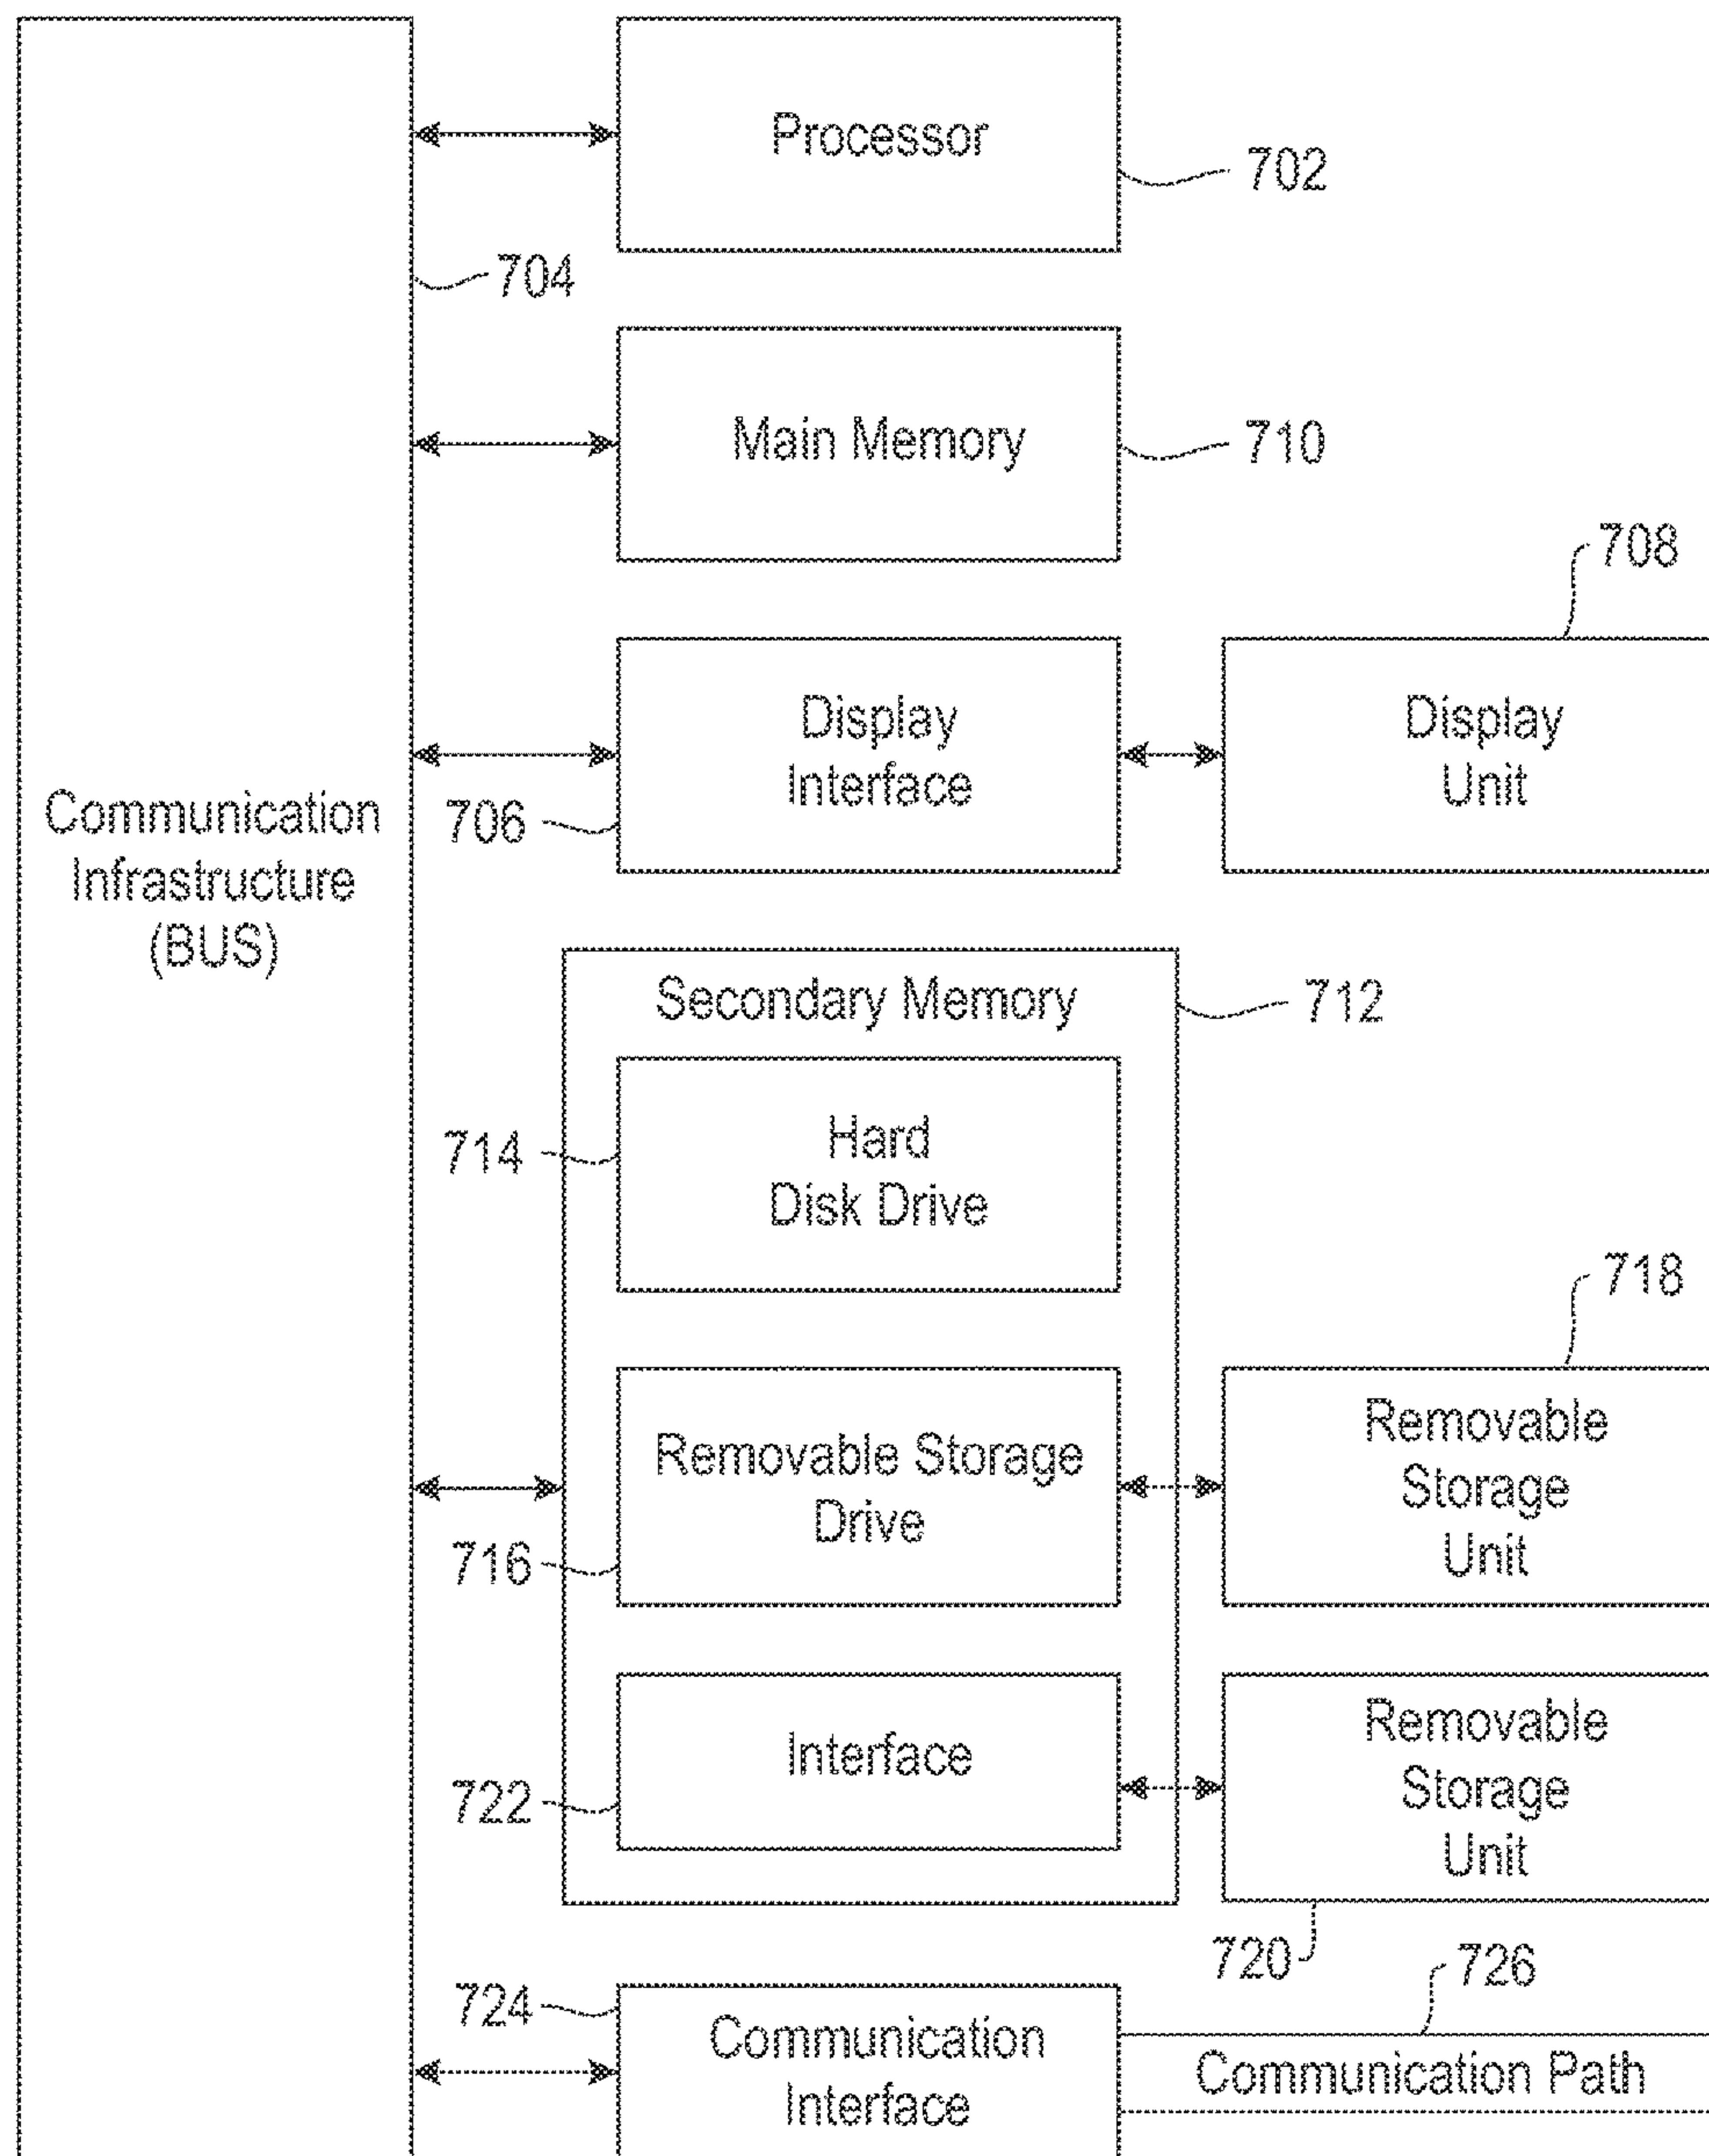 Processor
702
704
Main Memory
710
708
Display
Interface
706
Display
Unit
Communication
Infrastructure
(BUS)
Secondary Memory
712
714
Hard
Disk Drive
718
Removable Storage
Drive
716
Removable
Storage
Unit
Interface
722
Removable
Storage
Unit
720
726
724
Communication
Interface
Communication Path